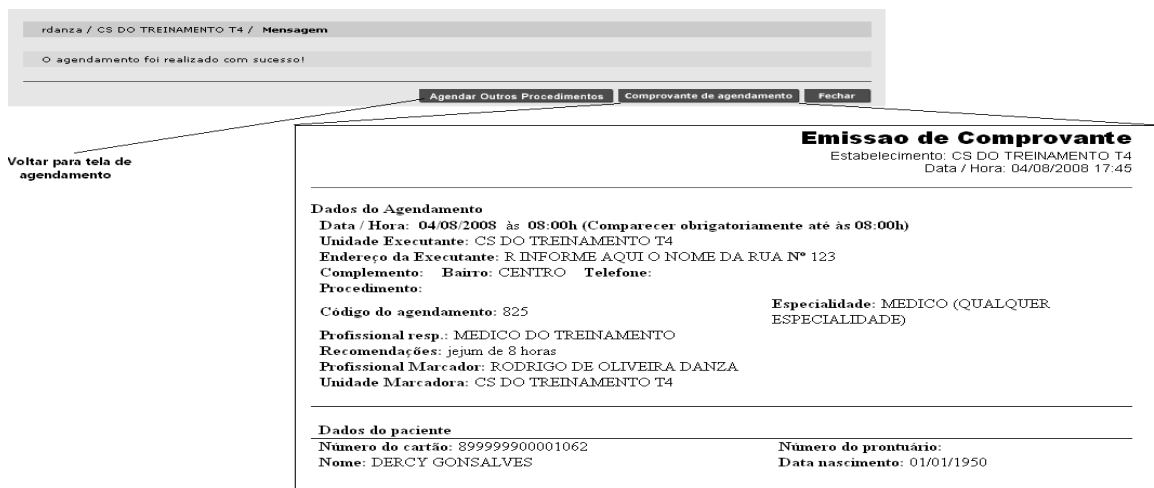 rdanza / CS DO TREINAMENTO T4 / Mensagem
O agendamento foi realizado com sucesso!
Agendar Outros Procedimentos Comprovante de agendamento Fechar
Voltar para tela de
agendamento
Emissao de Comprovante
Estabelecimento: CS DO TREINAMENTO T4
Data / Hora: 04/08/2008 17:45
Dados do Agendamento
Data / Hora: 04/08/2008 às 08:00h (Comparecer obrigatoriamente até às 08:00h)
Unidade Executante: CS DO TREINAMENTO T4
Endereço da Executante: R INFORME AQUI O NOME DA RUA Nº 123
Complemento: Bairro: CENTRO Telefone:
Procedimento:
Código do agendamento: 825
Especialidade: MEDICO (QUALQUER
ESPECIALIDADE)
Profissional resp.: MEDICO DO TREINAMENTO
Recomendações: jejum de 8 horas
Profissional Marcador: RODRIGO DE OLIVEIRA DANZA
Unidade Marcadora: CS DO TREINAMENTO T4
Dados do paciente
Número do cartão: 899999900001062 Número do prontuário:
Nome: DERCY GONSALVES Data nascimento: 01/01/1950